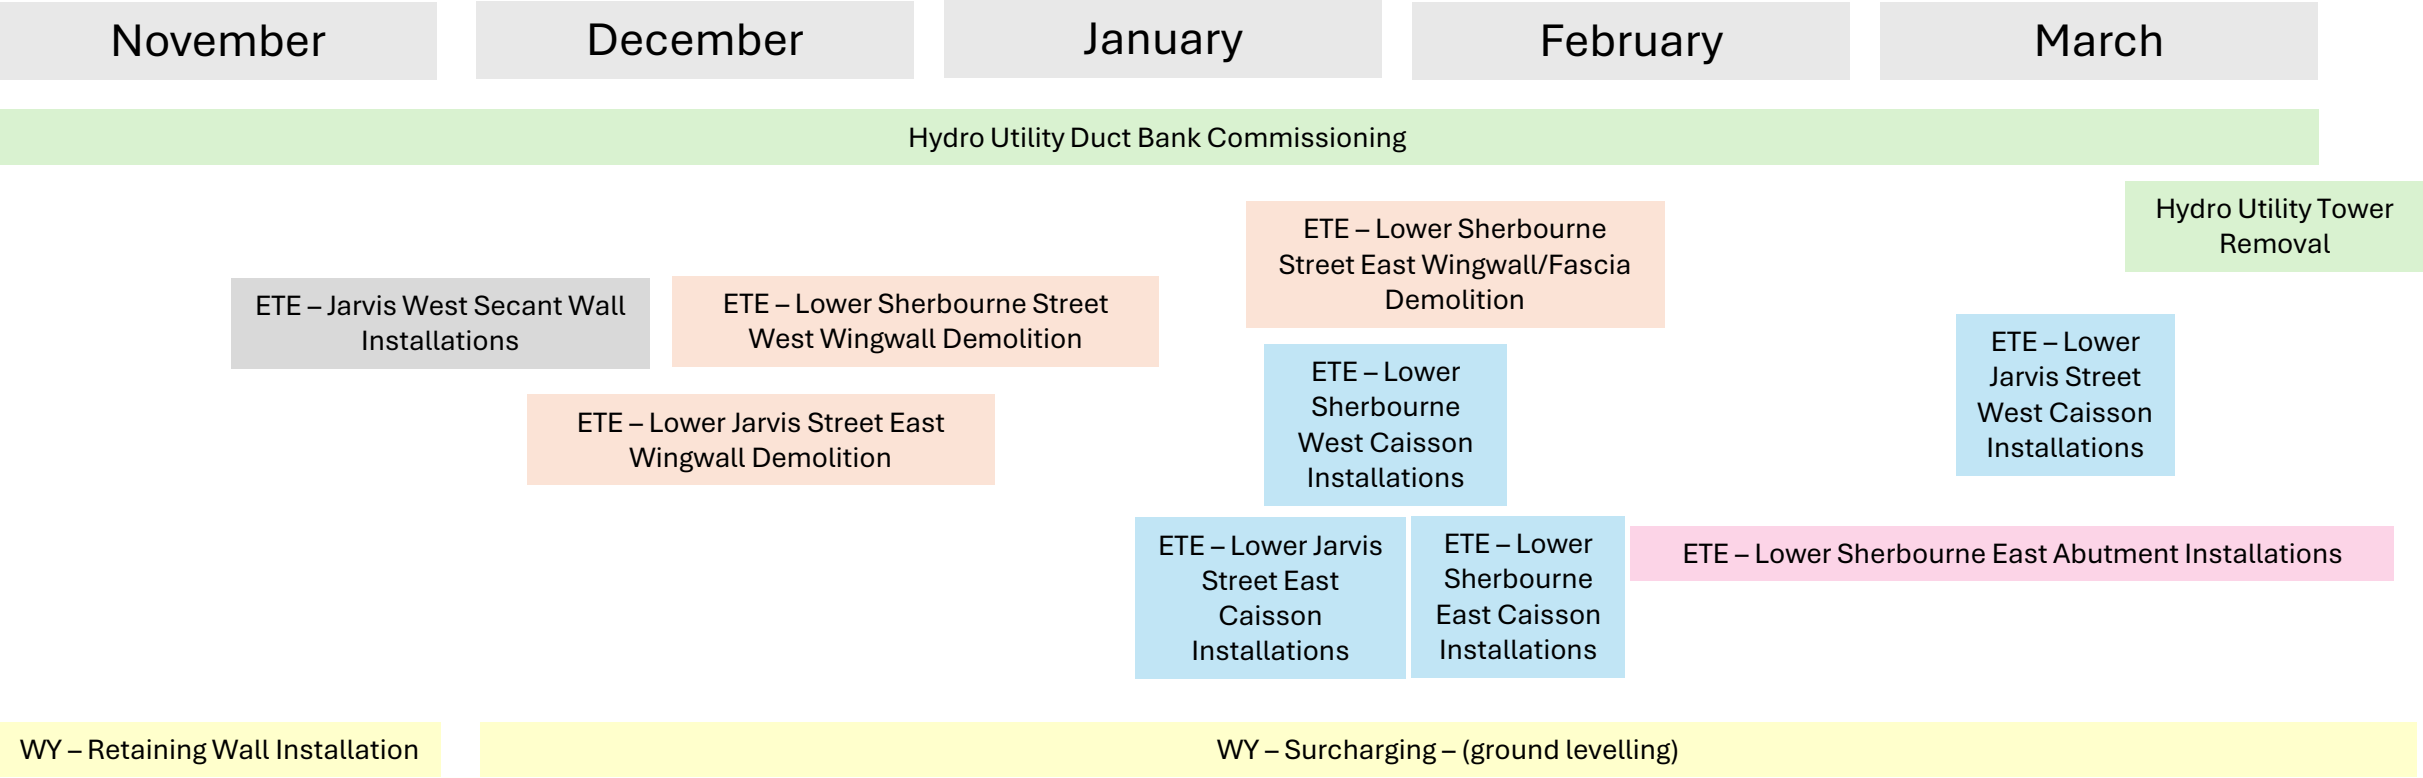 November
December
January
February
March
Hydro Utility Duct Bank Commissioning
Hydro Utility Tower
Removal
ETE – Lower Sherbourne
Street East Wingwall/Fascia
Demolition
ETE – Jarvis West Secant Wall
Installations
ETE – Lower Sherbourne Street
West Wingwall Demolition
ETE – Lower
Jarvis Street
West Caisson
Installations
ETE – Lower
Sherbourne
West Caisson
Installations
ETE – Lower Jarvis Street East
Wingwall Demolition
ETE – Lower Jarvis
Street East
Caisson
Installations
ETE – Lower
Sherbourne
East Caisson
Installations
ETE – Lower Sherbourne East Abutment Installations
WY – Retaining Wall Installation
WY – Surcharging – (ground levelling)